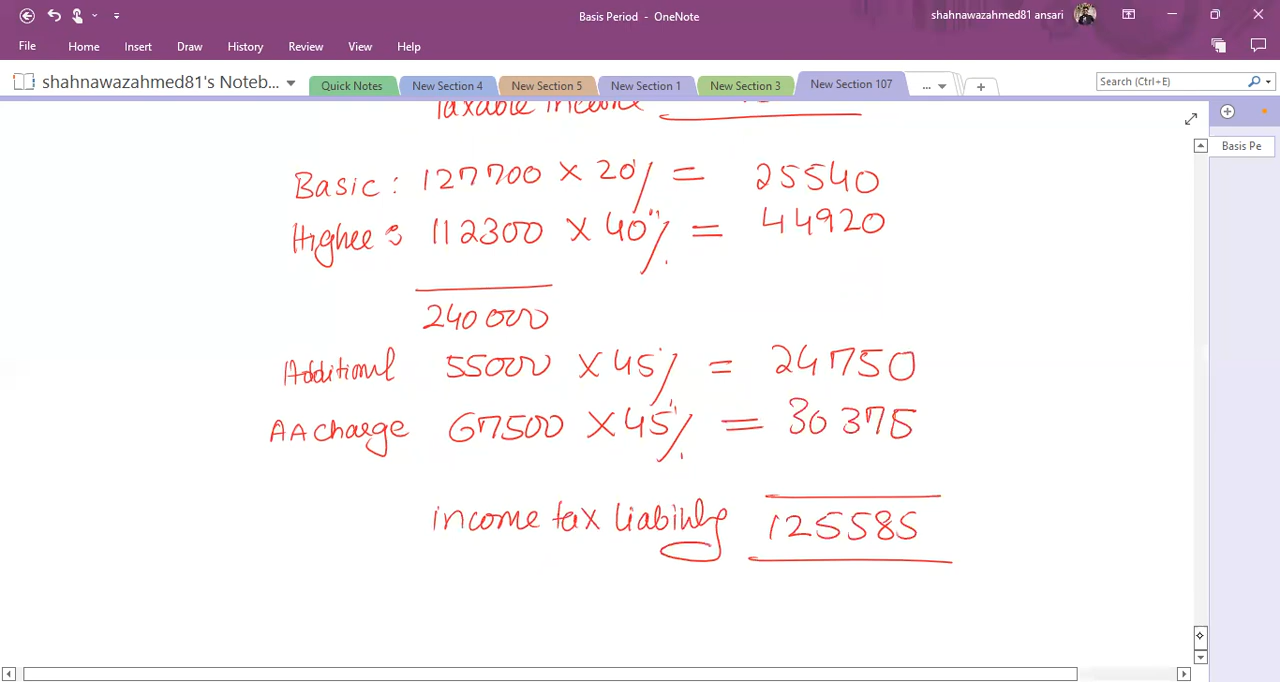 Basis Period - OneNote
shahnawazahmed81 ansari
File Home Insert Draw History Review View Help
shahnawazahmed81's Noteb...
Quick Notes New Section 4 New Section 5 New Section 1 New Section 3 New Section 107 ...
Search (Ctrl+E)
Basis Pe
Taxable income
Basic : 127700 × 20% = 25540
Higher : 112300 × 40% = 44920
240000
Additional 55000 × 45% = 24750
AA charge 67500 × 45% = 30375
income tax liability 125585